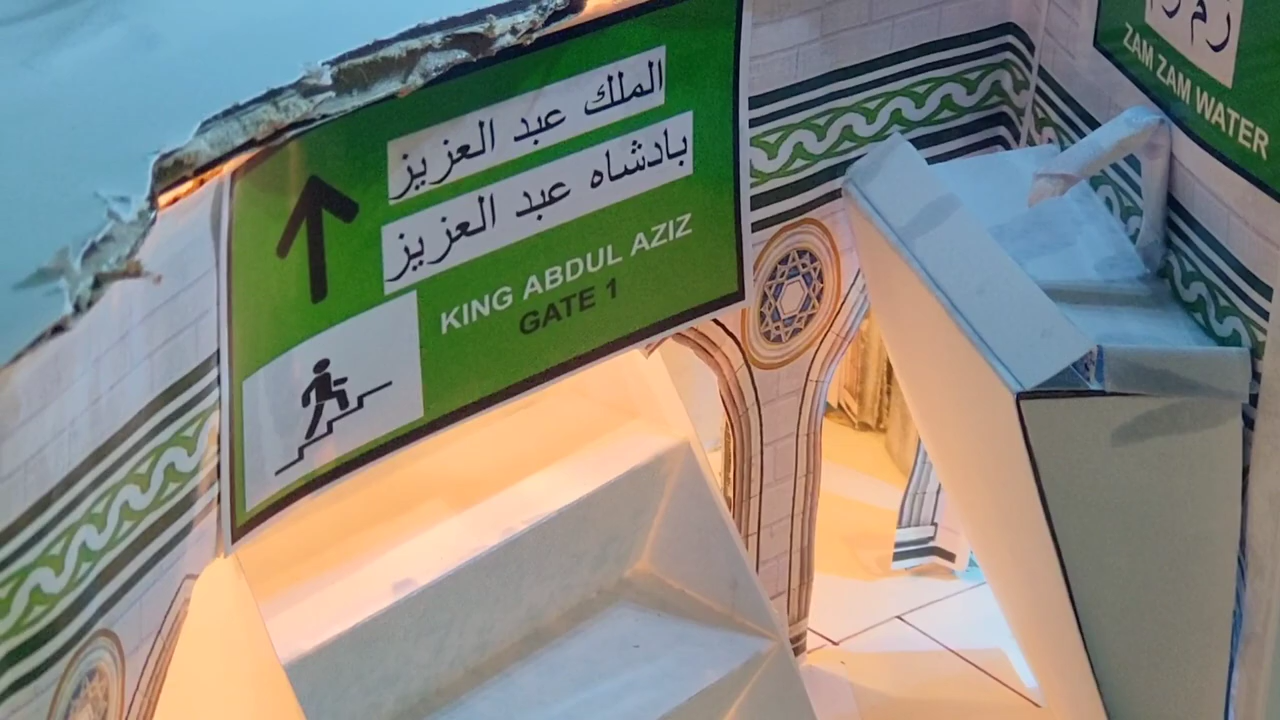 الملك عبد العزيز
بادشاه عبد العزيز
KING ABDUL AZIZ
GATE 1
ZAM ZAM WATER